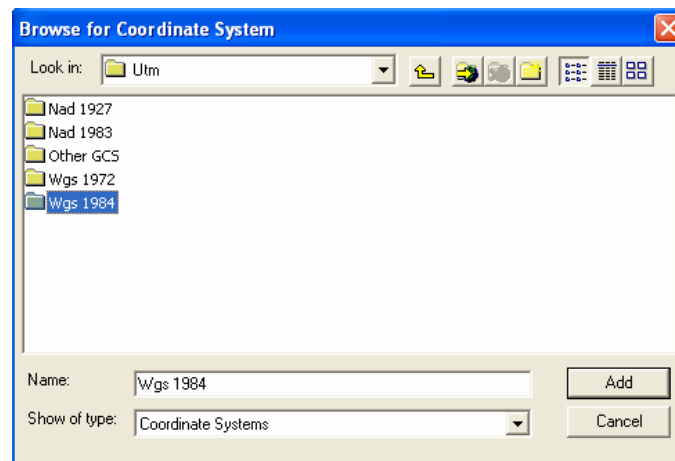 Browse for Coordinate System
Look in: Utm
Nad 1927
Nad 1983
Other GCS
Wgs 1972
Wgs 1984
Name: Wgs 1984 Add
Show of type: Coordinate Systems Cancel